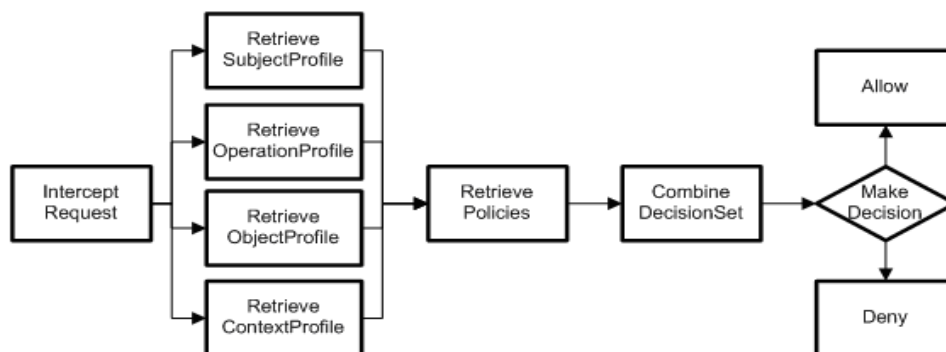 Retrieve
SubjectProfile
Retrieve
OperationProfile
Intercept
Request
Retrieve
ObjectProfile
Retrieve
ContextProfile
Retrieve
Policies
Combine
DecisionSet
Make
Decision
Allow
Deny